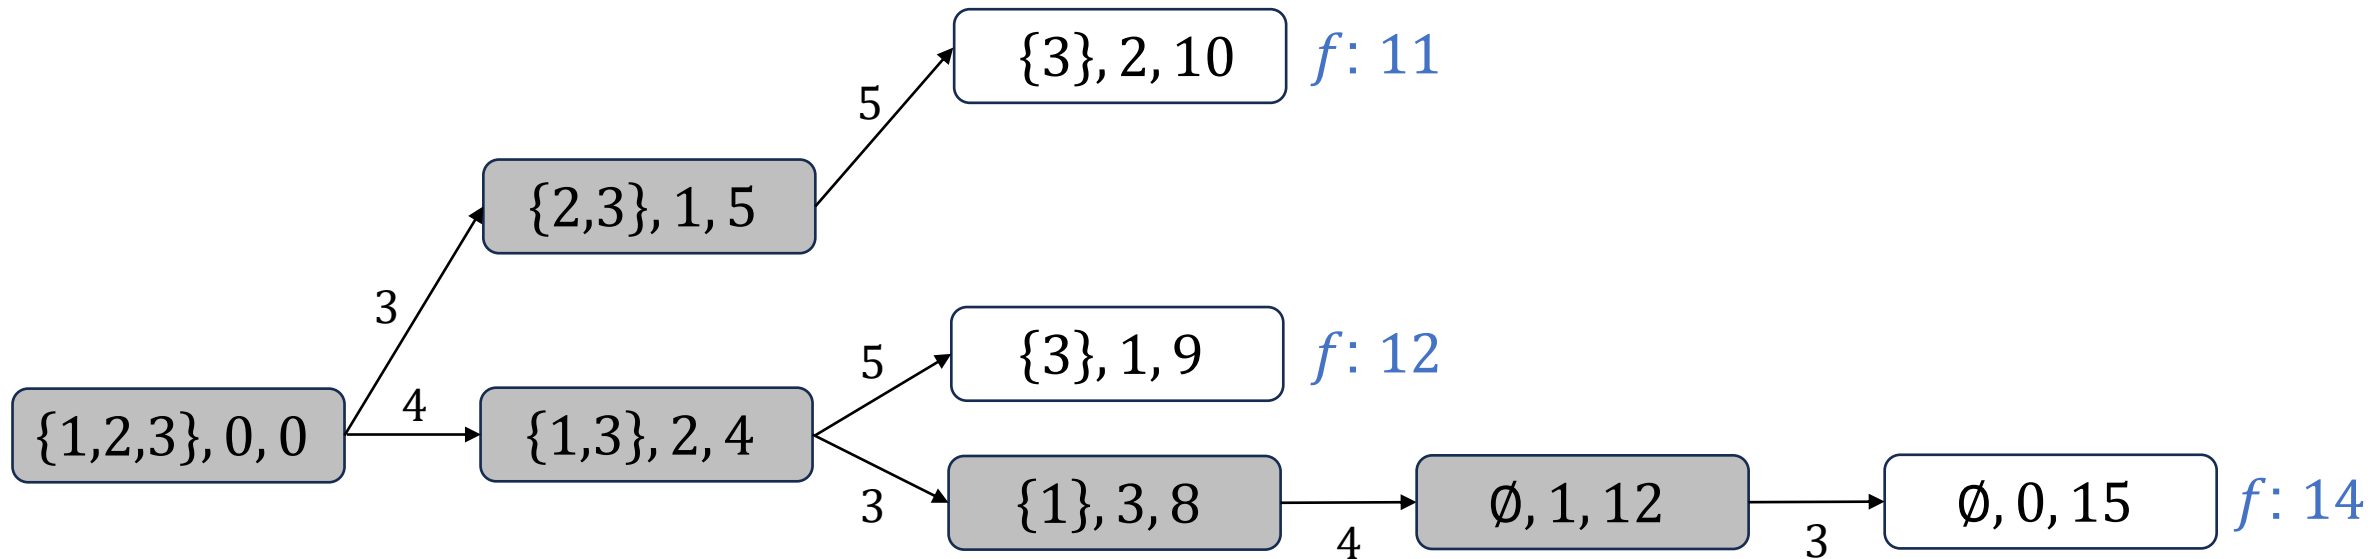 {3}, 2, 10
f: 11
5
{2,3}, 1, 5
3
{3}, 1, 9
f: 12
5
4
{1,2,3}, 0, 0
{1,3}, 2, 4
3
{1}, 3, 8
4
∅, 1, 12
3
∅, 0, 15
f: 14